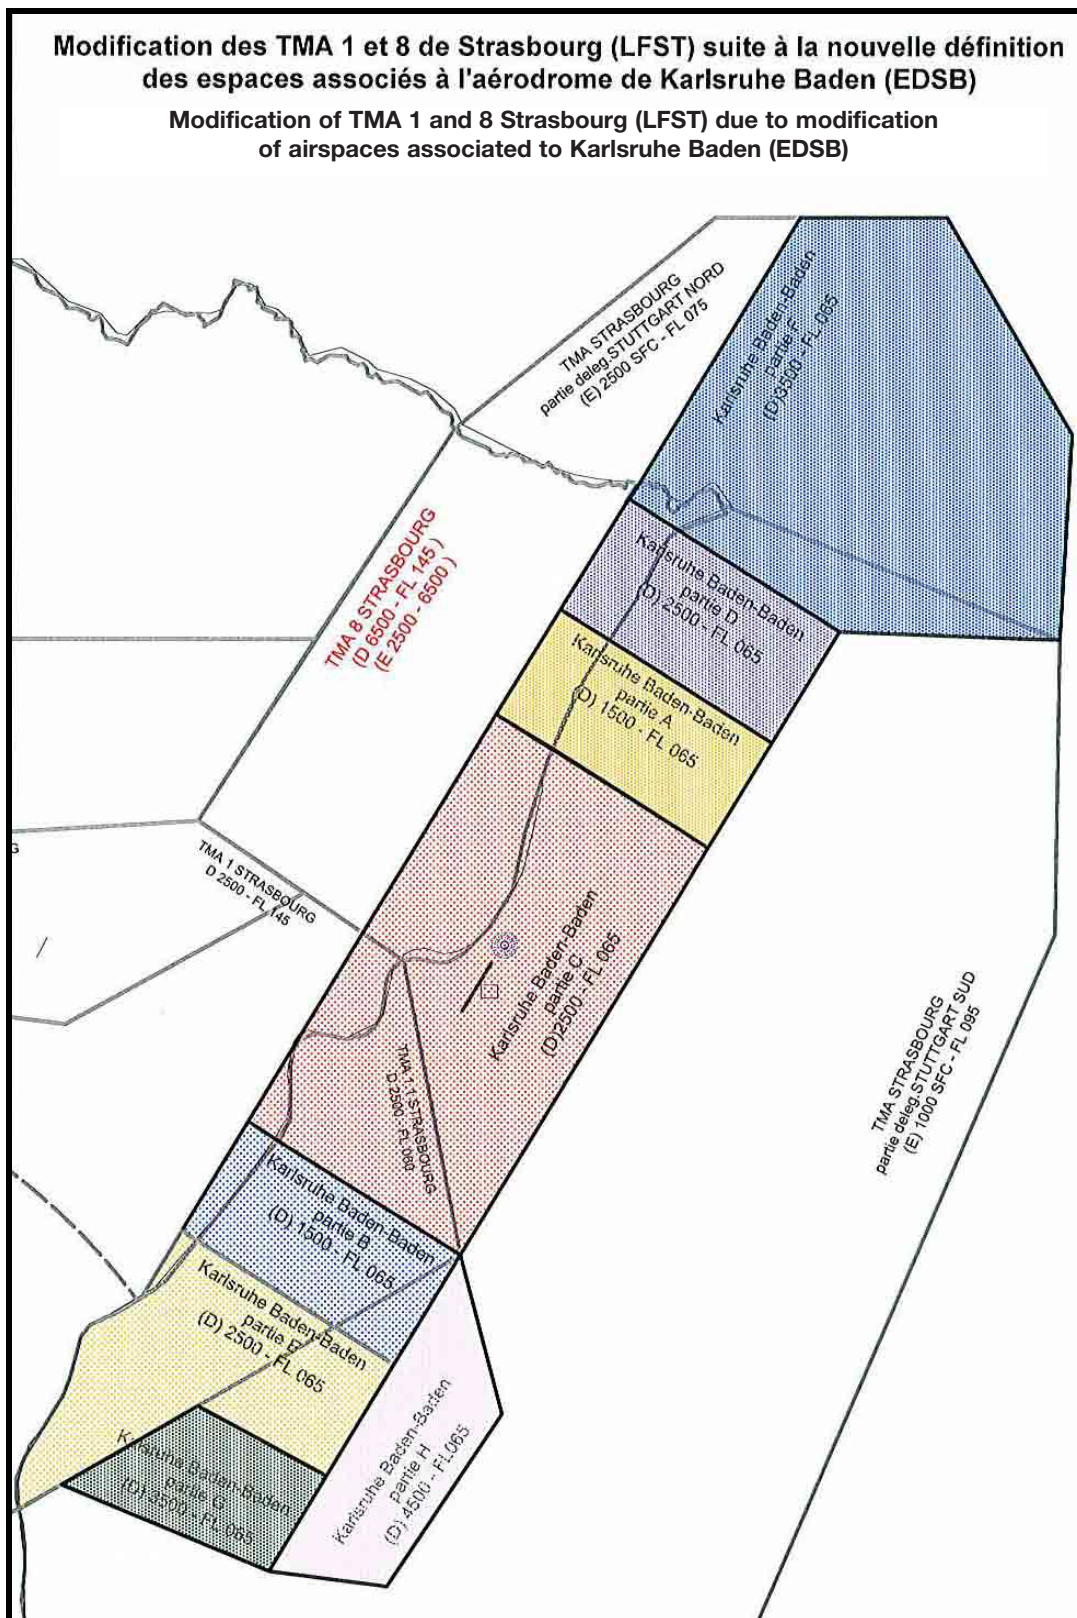 Modification des TMA 1 et 8 de Strasbourg (LFST) suite à la nouvelle définition
des espaces associés à l'aérodrome de Karlsruhe Baden (EDSB)
Modification of TMA 1 and 8 Strasbourg (LFST) due to modification
of airspaces associated to Karlsruhe Baden (EDSB)
TMA STRASBOURG
partie deleg.STUTTGART NORD
(E) 2500 SFC - FL 075
Karlsruhe Baden-Baden
partie F
(D)3500 - FL 065
TMA 8 STRASBOURG
(D 6500 - FL 145 )
(E 2500 - 6500 )
Karlsruhe Baden-Baden
partie D
(D) 2500 - FL 065
Karlsruhe Baden-Baden
partie A
(D) 1500 - FL 065
TMA 1 STRASBOURG
D 2500 - FL 145
Karlsruhe Baden-Baden
partie C
(D)2500 - FL 065
TMA 1.1 STRASBOURG
D 2500 - FL 060
TMA STRASBOURG
partie deleg.STUTTGART SUD
(E) 1000 SFC - FL 095
Karlsruhe Baden-Baden
partie B
(D) 1500 - FL 065
Karlsruhe Baden-Baden
partie E
(D) 2500 - FL 065
Karlsruhe Baden-Baden
partie G
(D) 3500 - FL 065
Karlsruhe Baden-Baden
partie H
(D) 4500 - FL065